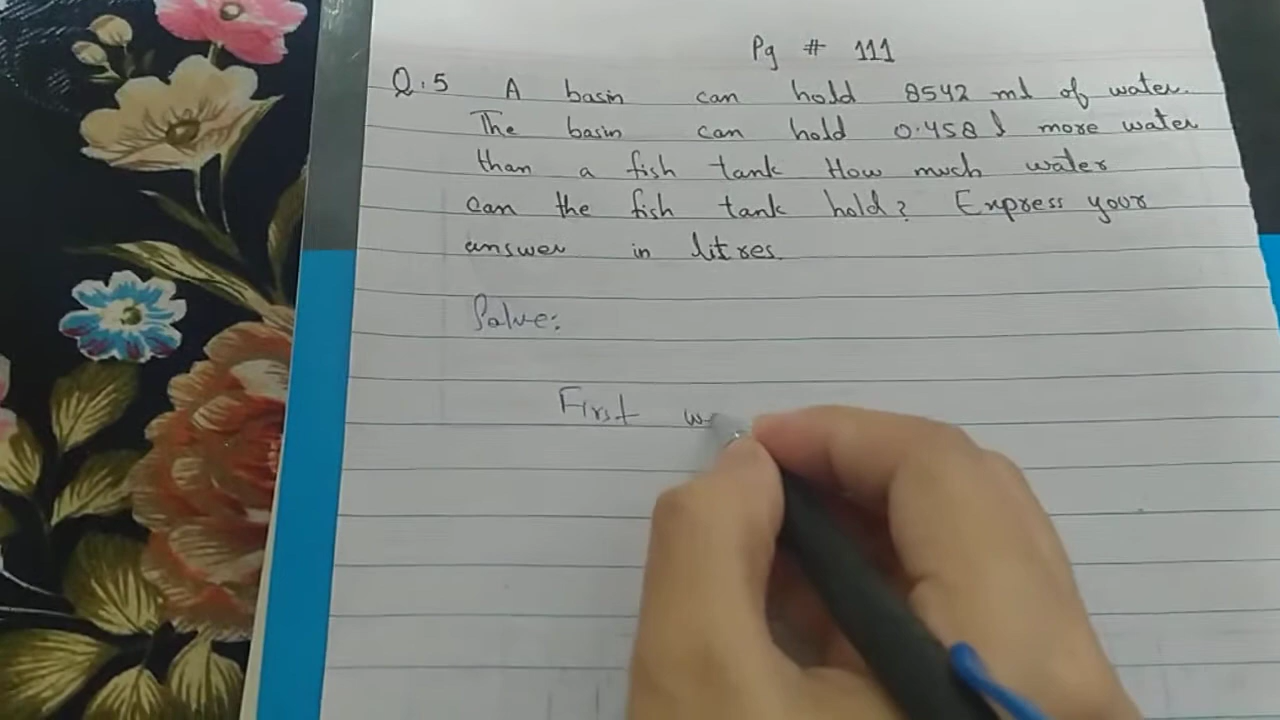 Pg # 111
Q.5 A basin can hold 8542 ml of water.
The basin can hold 0.458 l more water
than a fish tank How much water
can the fish tank hold? Express your
answer in litres
Solve:
First